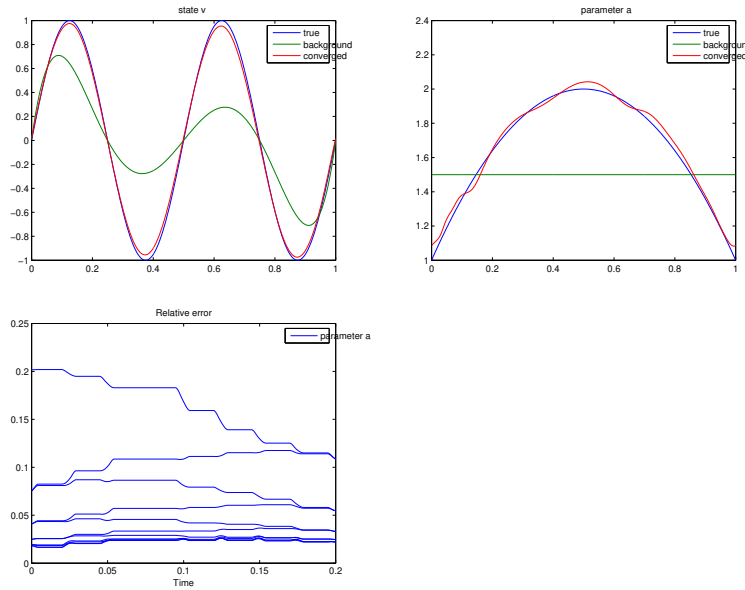 state v
1
0.8
0.6
0.4
0.2
0
−0.2
−0.4
−0.6
−0.8
−1
0 0.2 0.4 0.6 0.8 1
true
background
converged
parameter a
2.4
2.2
2
1.8
1.6
1.4
1.2
1
0 0.2 0.4 0.6 0.8 1
true
backgrour
converged
Relative error
0.25
0.2
0.15
0.1
0.05
0
0 0.05 0.1 0.15 0.2
Time
parameter a